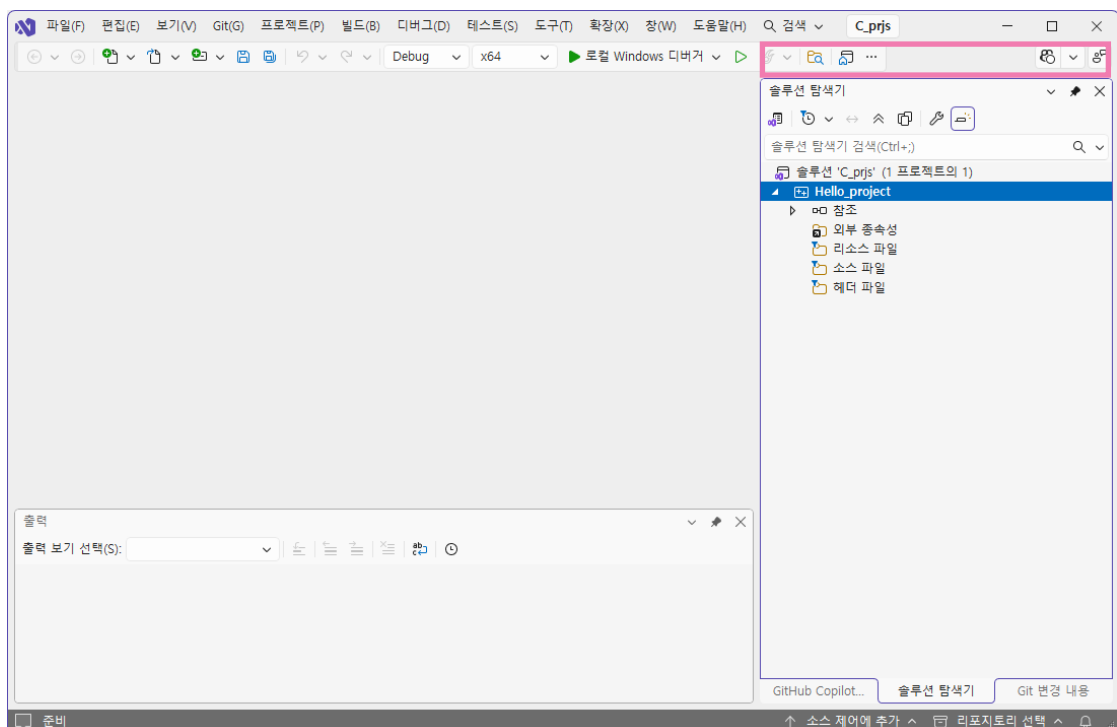 파일(F) 편집(E) 보기(V) Git(G) 프로젝트(P) 빌드(B) 디버그(D) 테스트(S) 도구(T) 확장(X) 창(W) 도움말(H) 검색 C_prjs
Debug x64 로컬 Windows 디버거
솔루션 탐색기
솔루션 탐색기 검색(Ctrl+;)
솔루션 'C_prjs' (1 프로젝트의 1)
Hello_project
참조
외부 종속성
리소스 파일
소스 파일
헤더 파일
출력
출력 보기 선택(S):
GitHub Copilot... 솔루션 탐색기 Git 변경 내용
준비 소스 제어에 추가 리포지토리 선택